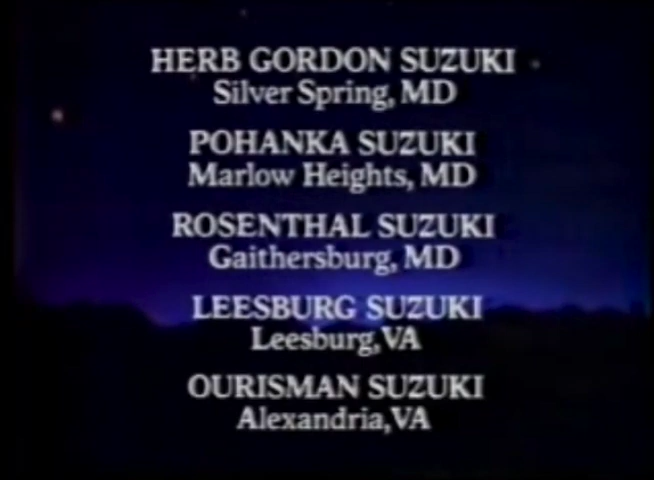 HERB GORDON SUZUKI
Silver Spring, MD
POHANKA SUZUKI
Marlow Heights, MD
ROSENTHAL SUZUKI
Gaithersburg, MD
LEESBURG SUZUKI
Leesburg,VA
OURISMAN SUZUKI
Alexandria,VA